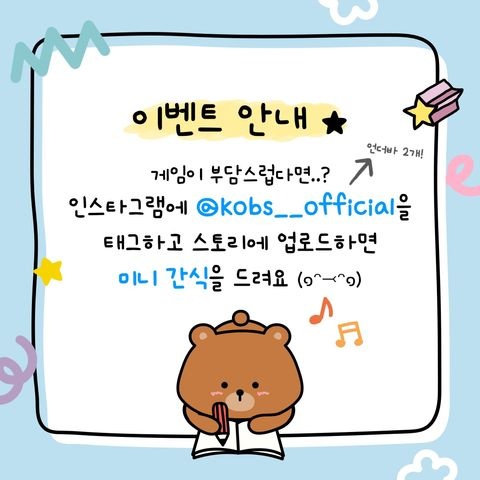 이벤트 안내
언더바 2개!
게임이 부담스럽다면..?
인스타그램에 @kobs__official을
태그하고 스토리에 업로드하면
미니 간식을 드려요 (ο^⤙^ο)